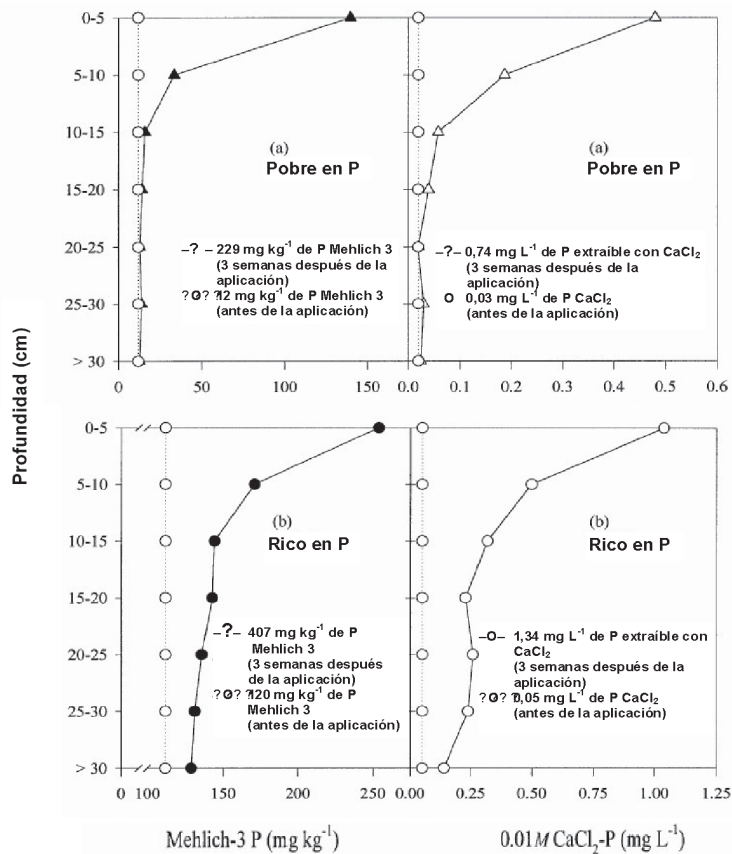 Profundidad (cm)
0-5
5-10
10-15
15-20
20-25
25-30
> 30
(a)
Pobre en P
–?– 229 mg kg⁻¹ de P Mehlich 3
(3 semanas después de la
aplicación)
?O??12 mg kg⁻¹ de P Mehlich 3
(antes de la aplicación)
0 50 100 150
(a)
Pobre en P
–?– 0,74 mg L⁻¹ de P extraíble con CaCl₂
(3 semanas después de la
aplicación)
O 0,03 mg L⁻¹ de P CaCl₂
(antes de la aplicación)
0.0 0.1 0.2 0.3 0.4 0.5 0.6
0-5
5-10
10-15
15-20
20-25
25-30
> 30
(b)
Rico en P
–?– 407 mg kg⁻¹ de P
Mehlich 3
(3 semanas después
de la aplicación)
?O??120 mg kg⁻¹ de P
Mehlich 3
(antes de la aplicación)
0 100 150 200 250
(b)
Rico en P
–O– 1,34 mg L⁻¹ de P extraíble con
CaCl₂
(3 semanas después de la
aplicación)
?O??0,05 mg L⁻¹ de P CaCl₂
(antes de la aplicación)
0.00 0.25 0.50 0.75 1.00 1.25
Mehlich-3 P (mg kg⁻¹)
0.01M CaCl₂-P (mg L⁻¹)